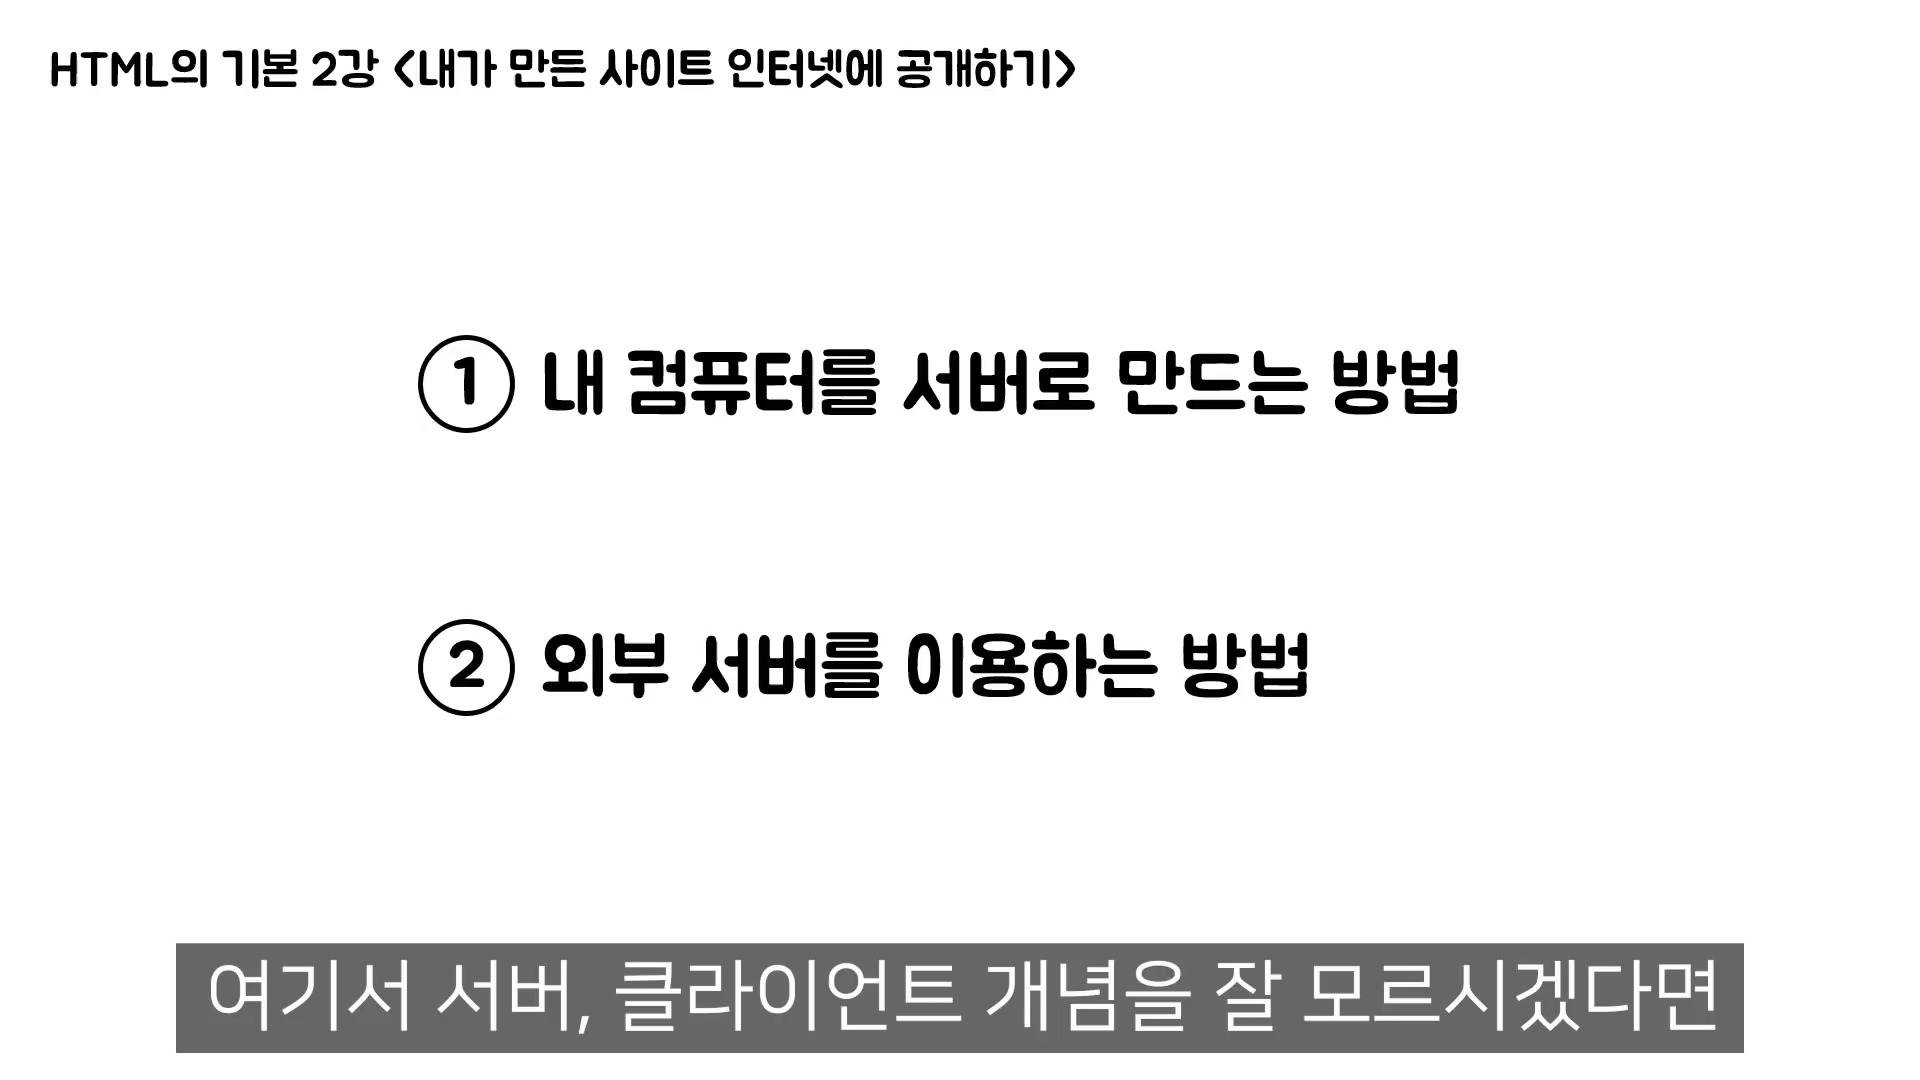 HTML의 기본 2강 <내가 만든 사이트 인터넷에 공개하기>
① 내 컴퓨터를 서버로 만드는 방법
② 외부 서버를 이용하는 방법
여기서 서버, 클라이언트 개념을 잘 모르시겠다면